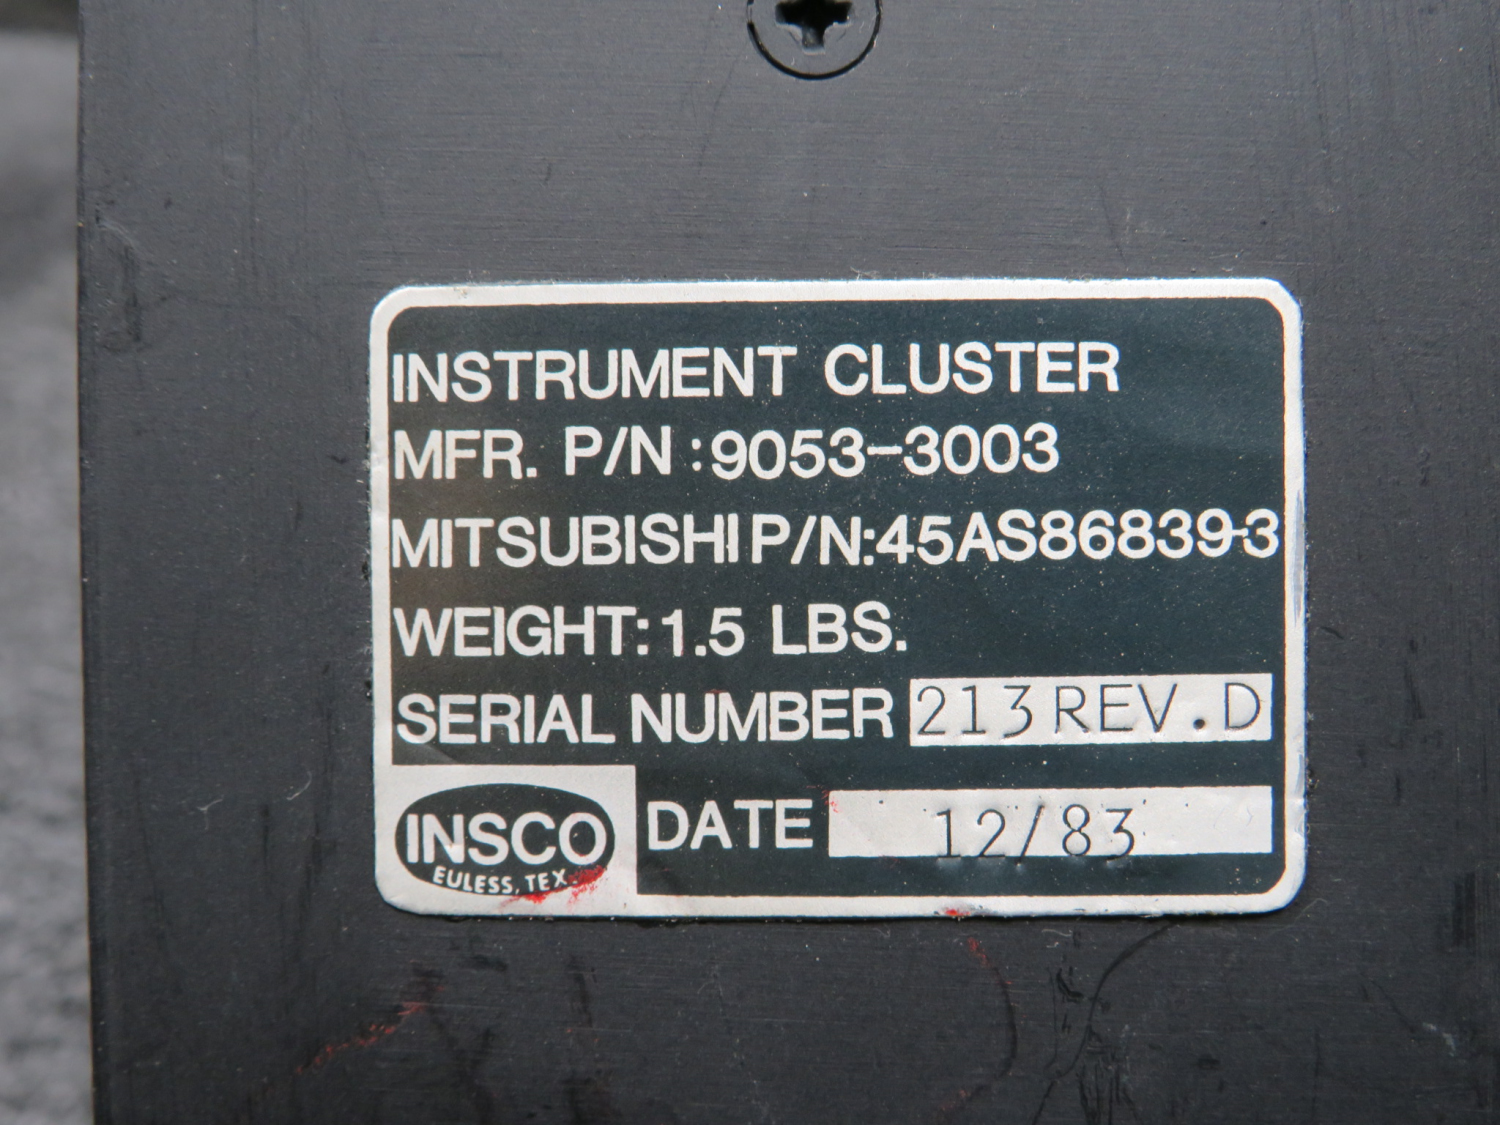 INSTRUMENT CLUSTER
MFR. P/N:9053-3003
MITSUBISHI P/N:45AS86839-3
WEIGHT:1.5 LBS.
SERIAL NUMBER 213 REV.D
DATE 12/83
INSCO
EULESS, TEX.